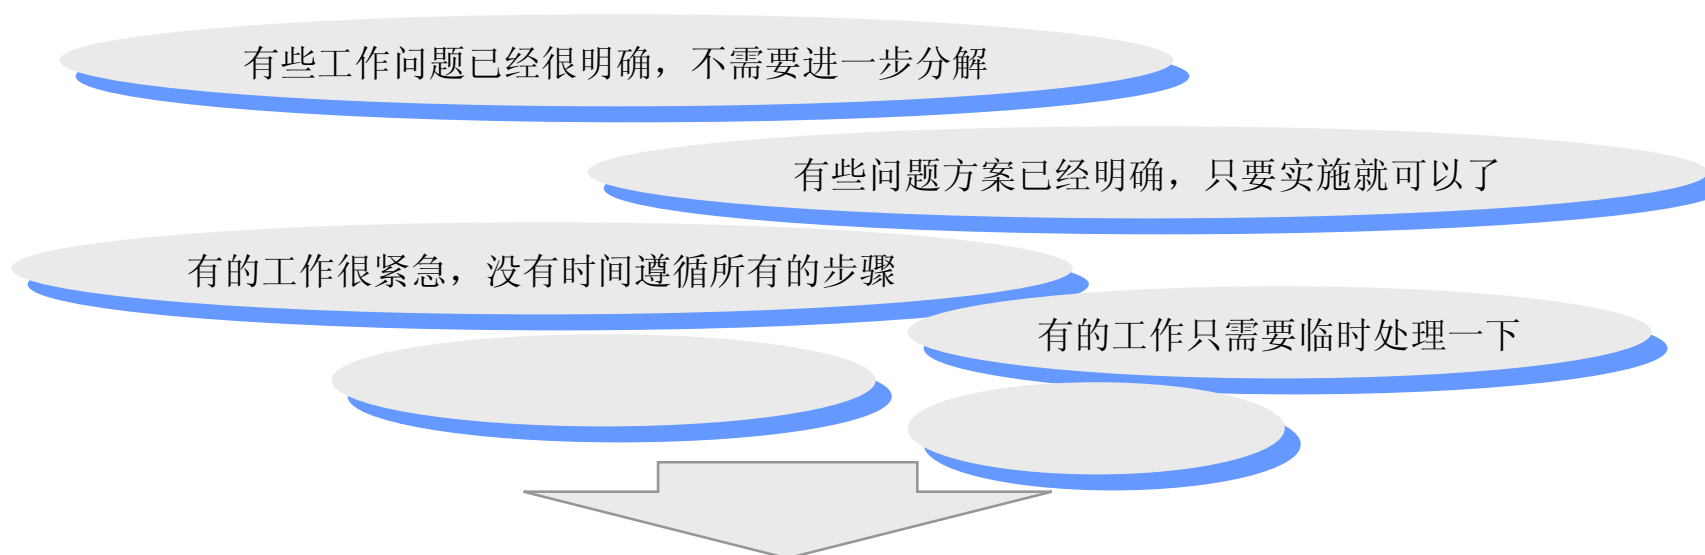 有些工作问题已经很明确，不需要进一步分解
有些问题方案已经明确，只要实施就可以了
有的工作很紧急，没有时间遵循所有的步骤
有的工作只需要临时处理一下